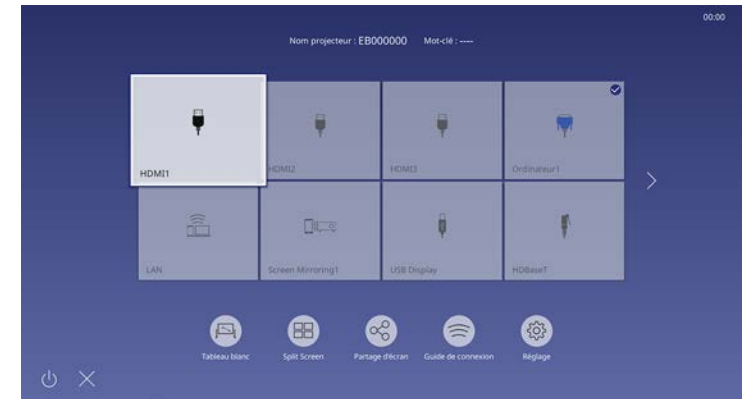 00:00
Nom projecteur : EB000000 Mot-clé : ----
HDMI1
HDMI2
HDMI3
Ordinateur1
LAN
Screen Mirroring1
USB Display
HDBaseT
Tableau blanc
Split Screen
Partage d'écran
Guide de connexion
Réglage